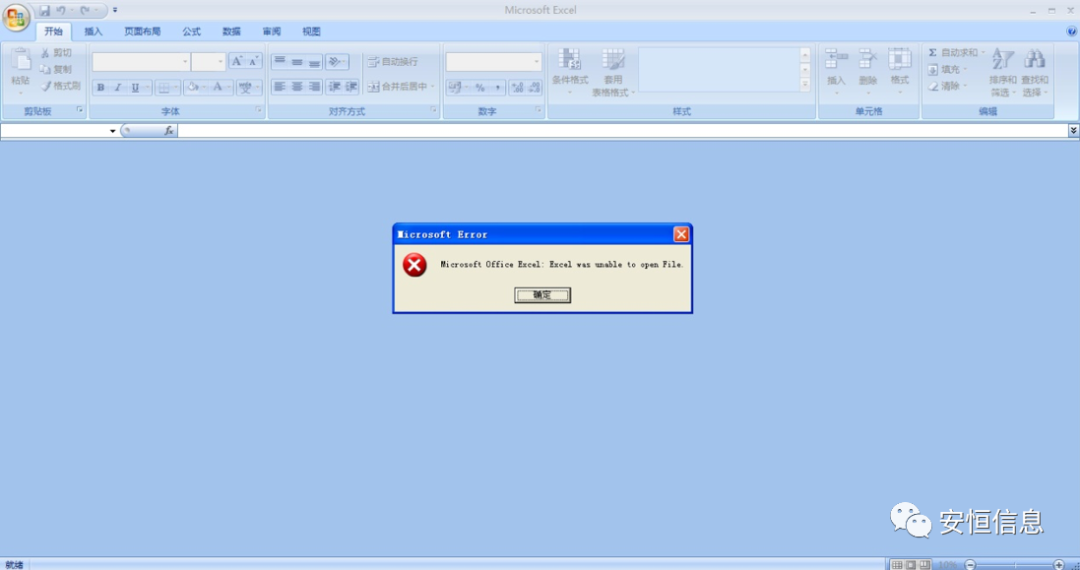 Microsoft Excel
开始 插入 页面布局 公式 数据 审阅 视图
粘贴
剪切
复制
格式刷
剪贴板
B I U A
字体
自动换行
合并后居中
对齐方式
%
数字
条件格式
套用
表格格式
样式
插入 删除 格式
单元格
Σ 自动求和
填充
清除
排序和
筛选
查找和
选择
编辑
fx
Microsoft Error
Microsoft Office Excel: Excel was unable to open File.
确定
安恒信息
就绪